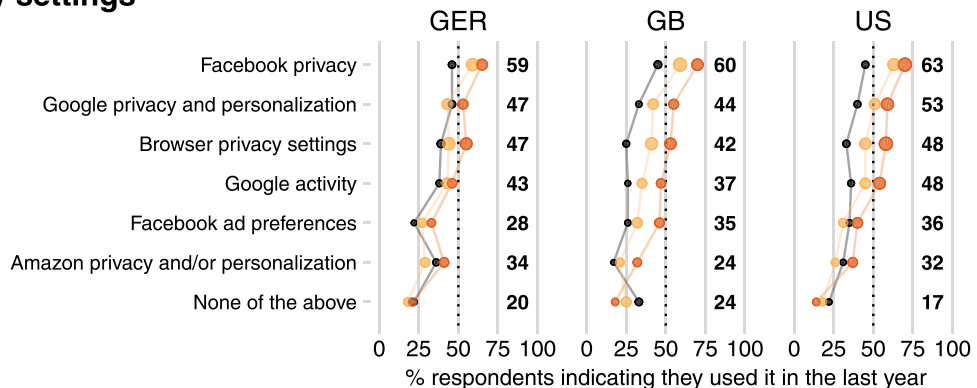 settings
GER GB US
Facebook privacy 59 60 63
Google privacy and personalization 47 44 53
Browser privacy settings 47 42 48
Google activity 43 37 48
Facebook ad preferences 28 35 36
Amazon privacy and/or personalization 34 24 32
None of the above 20 24 17
0 25 50 75 100 0 25 50 75 100 0 25 50 75 100
% respondents indicating they used it in the last year